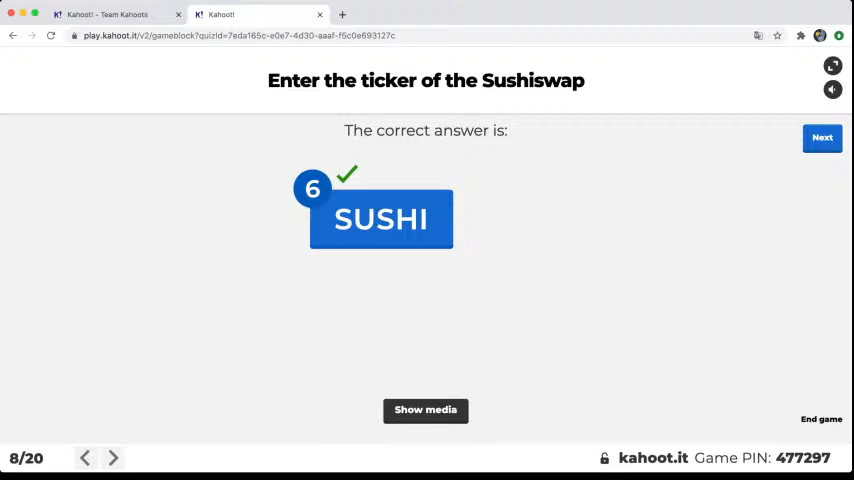 Kahoot! - Team Kahoots
Kahoot!
play.kahoot.it/v2/gameblock?quizId=7eda165c-e0e7-4d30-aaaf-f5c0e693127c
Enter the ticker of the Sushiswap
The correct answer is:
Next
6
SUSHI
Show media
End game
8/20
kahoot.it Game PIN: 477297